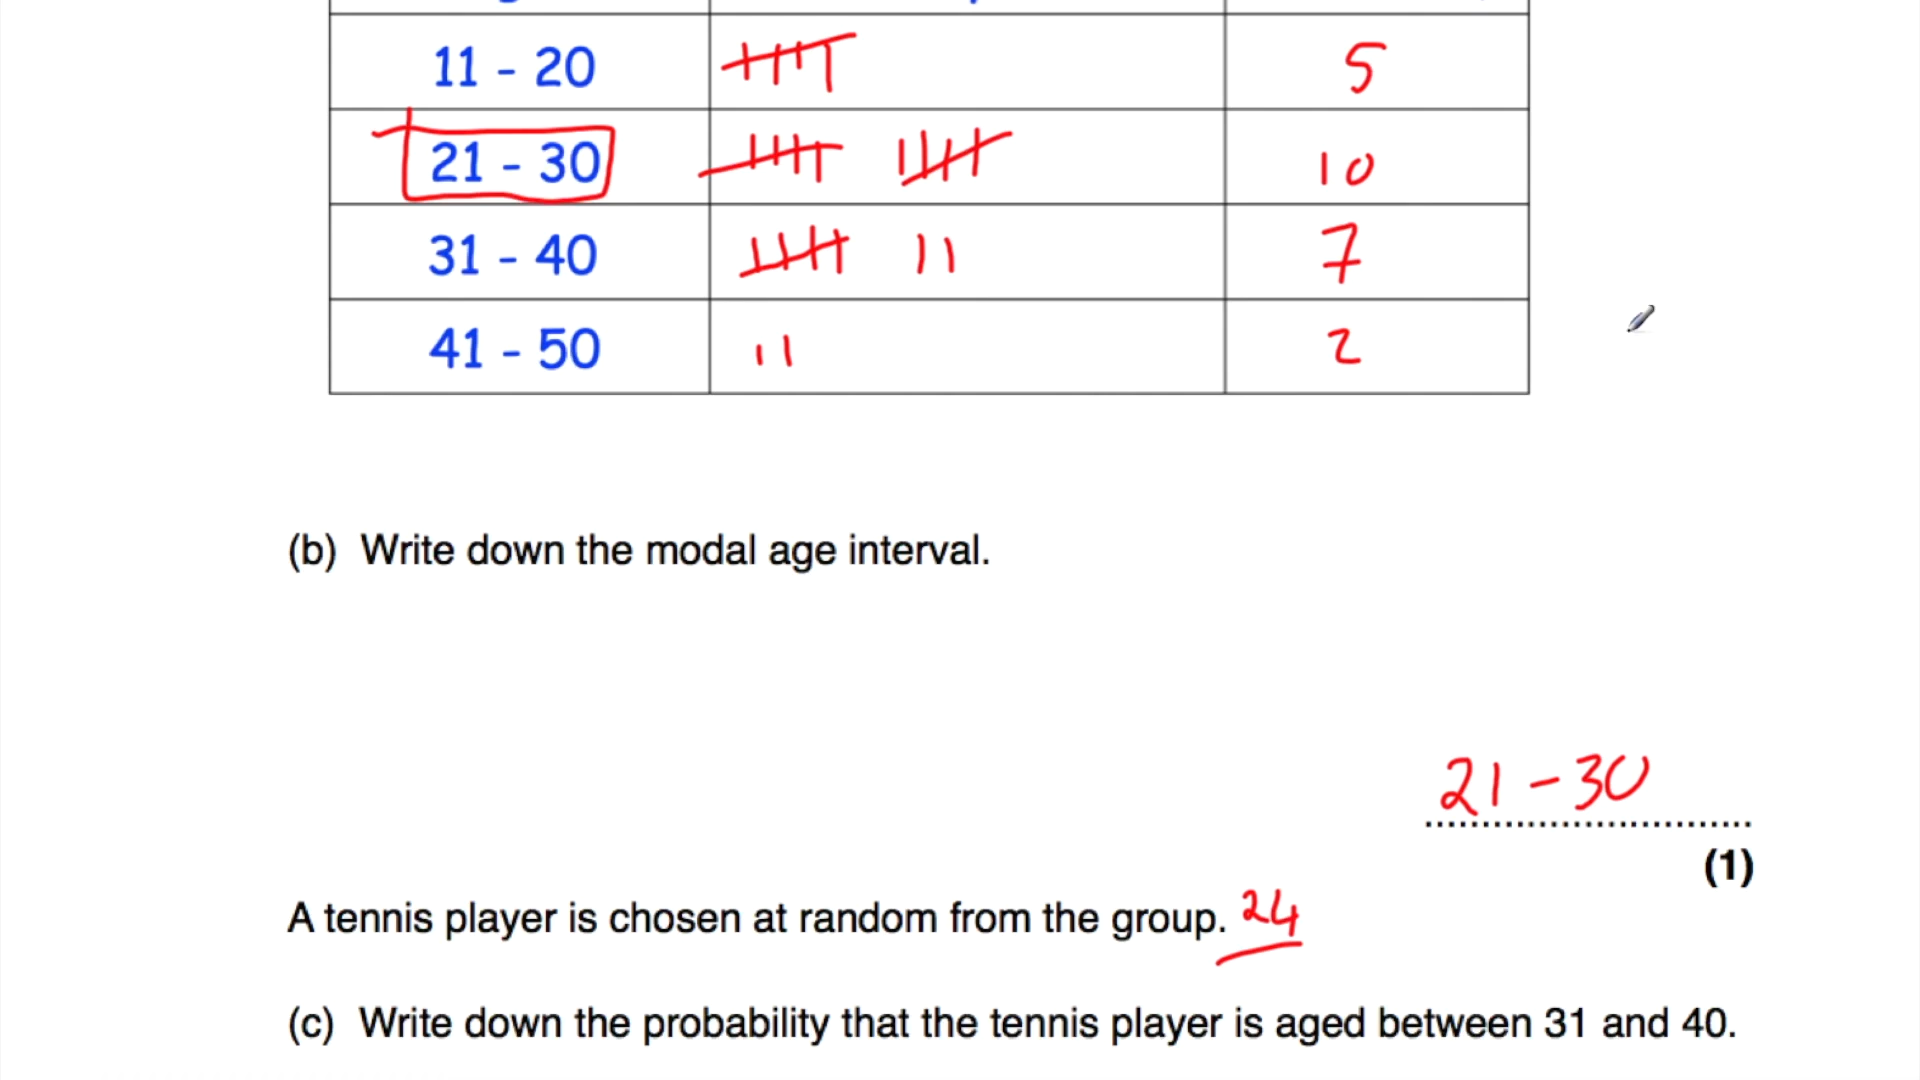 11 - 20 5
21 - 30 10
31 - 40 7
41 - 50 2
(b) Write down the modal age interval.
21 - 30
(1)
A tennis player is chosen at random from the group. 24
(c) Write down the probability that the tennis player is aged between 31 and 40.